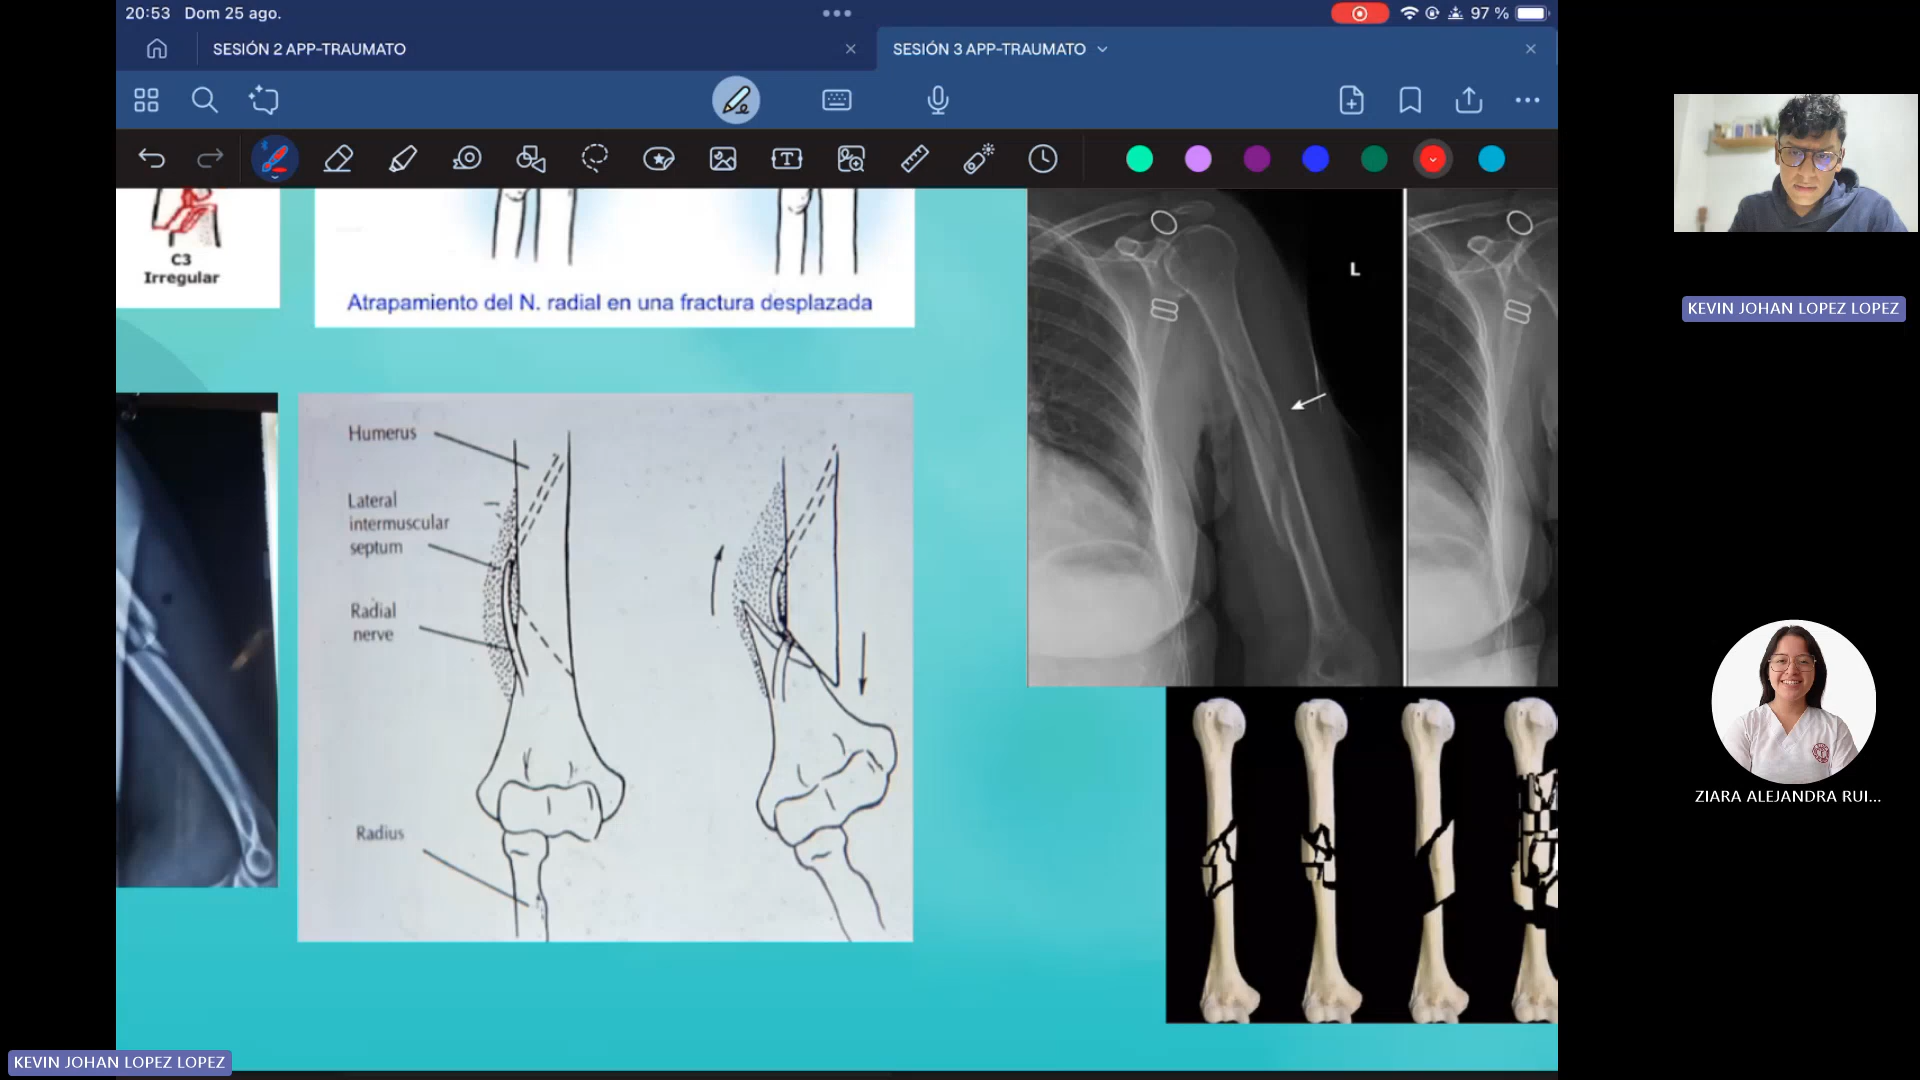 20:53 Dom 25 ago.
97 %
SESIÓN 2 APP-TRAUMATO
SESIÓN 3 APP-TRAUMATO
C3
Irregular
Atrapamiento del N. radial en una fractura desplazada
L
Humerus
Lateral
intermuscular
septum
Radial
nerve
Radius
KEVIN JOHAN LOPEZ LOPEZ
ZIARA ALEJANDRA RUI...
KEVIN JOHAN LOPEZ LOPEZ